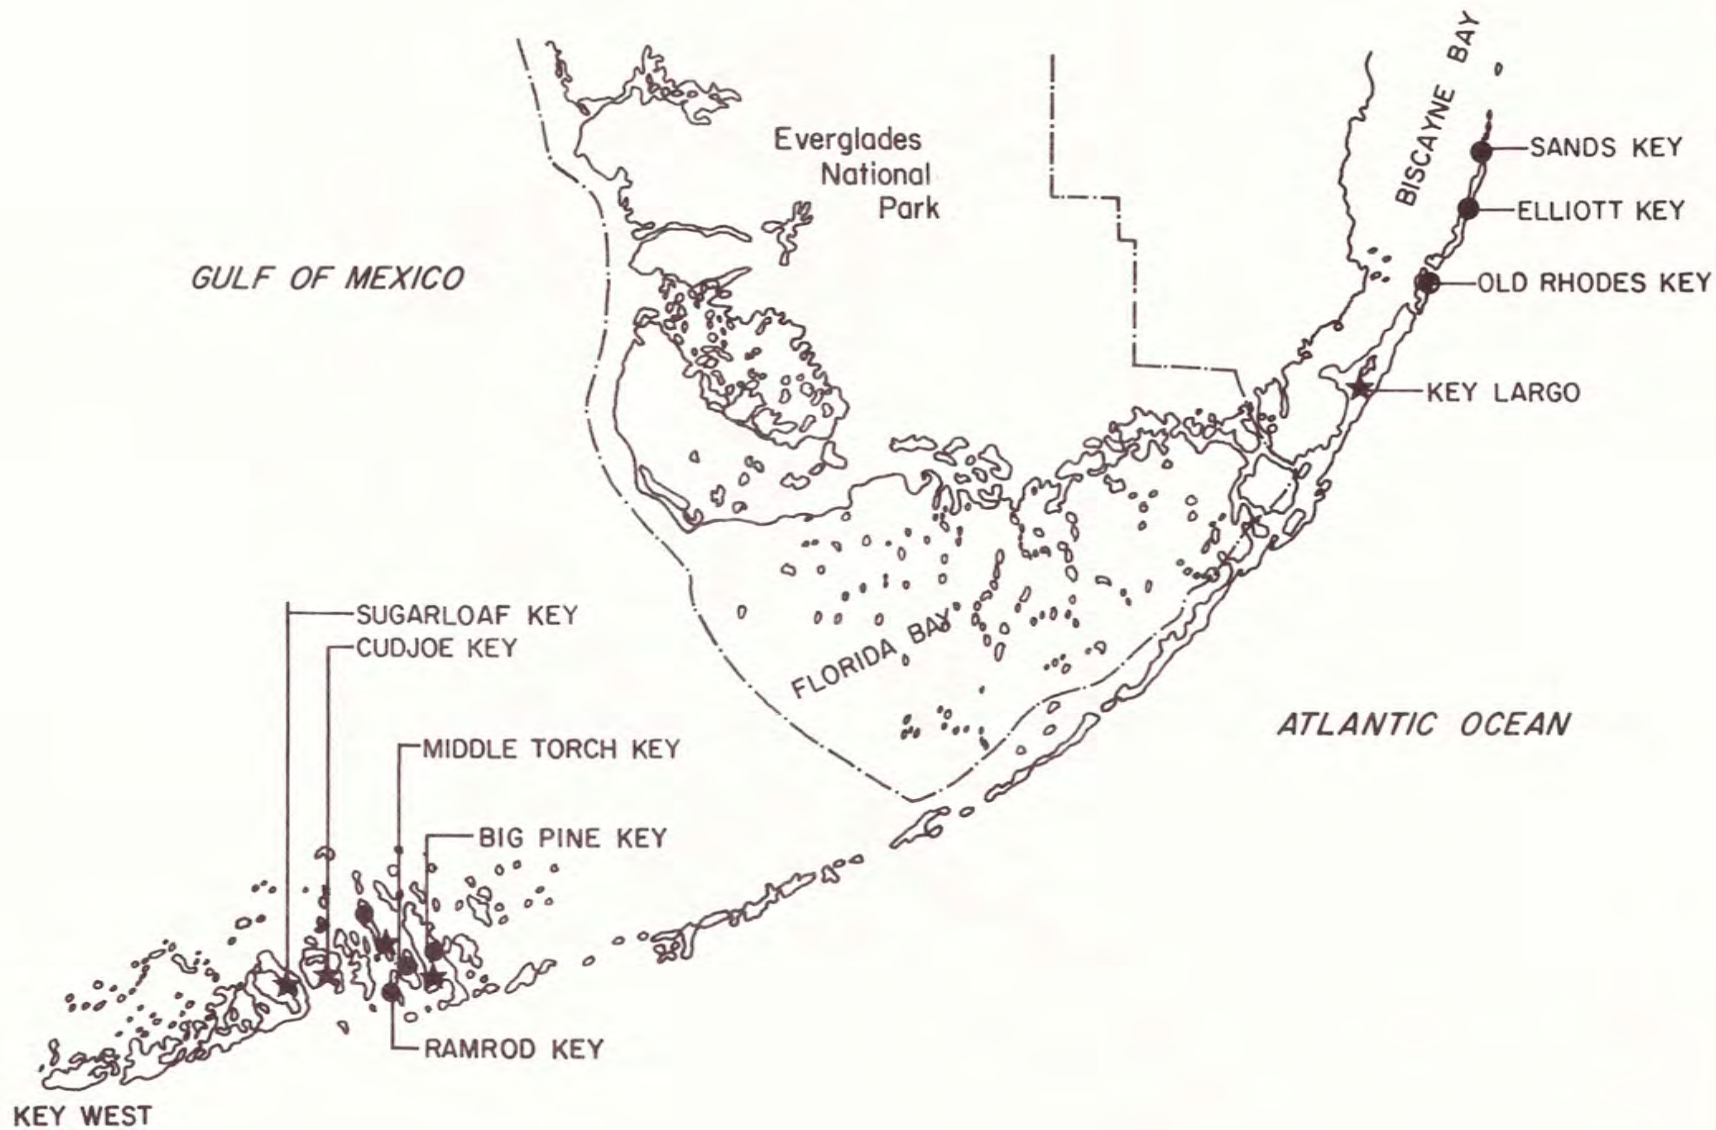 BISCAYNE BAY
Everglades
National
Park
SANDS KEY
ELLIOTT KEY
GULF OF MEXICO
OLD RHODES KEY
KEY LARGO
SUGARLOAF KEY
CUDJOE KEY
FLORIDA BAY
ATLANTIC OCEAN
MIDDLE TORCH KEY
BIG PINE KEY
RAMROD KEY
KEY WEST